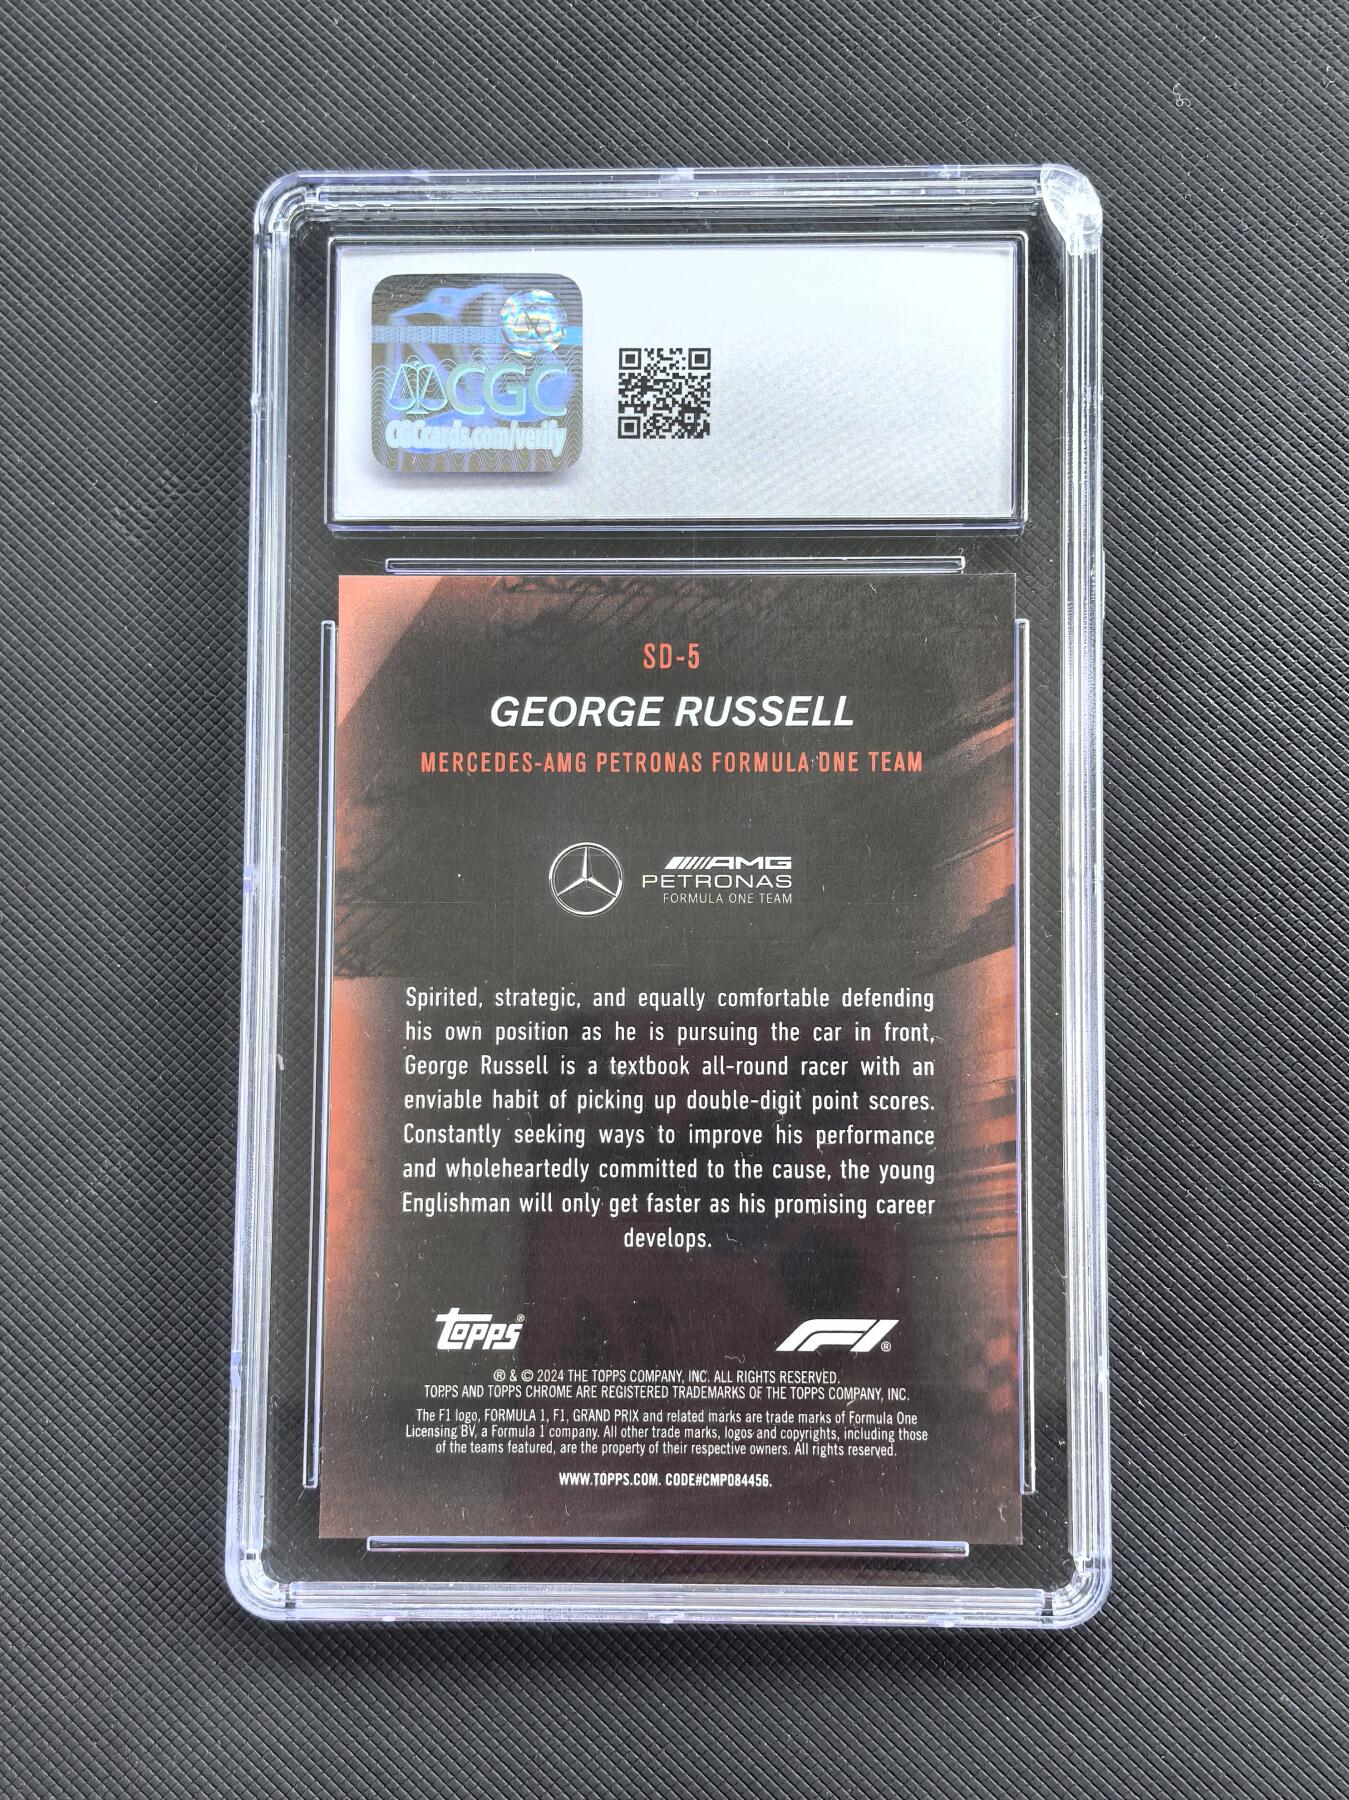 CGC
CGCcards.com/verify
SD-5
GEORGE RUSSELL
MERCEDES-AMG PETRONAS FORMULA ONE TEAM
AMG
PETRONAS
FORMULA ONE TEAM
Spirited, strategic, and equally comfortable defending
his own position as he is pursuing the car in front,
George Russell is a textbook all-round racer with an
enviable habit of picking up double-digit point scores.
Constantly seeking ways to improve his performance
and wholeheartedly committed to the cause, the young
Englishman will only get faster as his promising career
develops.
Topps®
F1®
® & © 2024 THE TOPPS COMPANY, INC. ALL RIGHTS RESERVED.
TOPPS AND TOPPS CHROME ARE REGISTERED TRADEMARKS OF THE TOPPS COMPANY, INC.
The F1 logo, FORMULA 1, F1, GRAND PRIX and related marks are trade marks of Formula One
Licensing BV, a Formula 1 company. All other trade marks, logos and copyrights, including those
of the teams featured, are the property of their respective owners. All rights reserved.
WWW.TOPPS.COM. CODE#CMP084456.